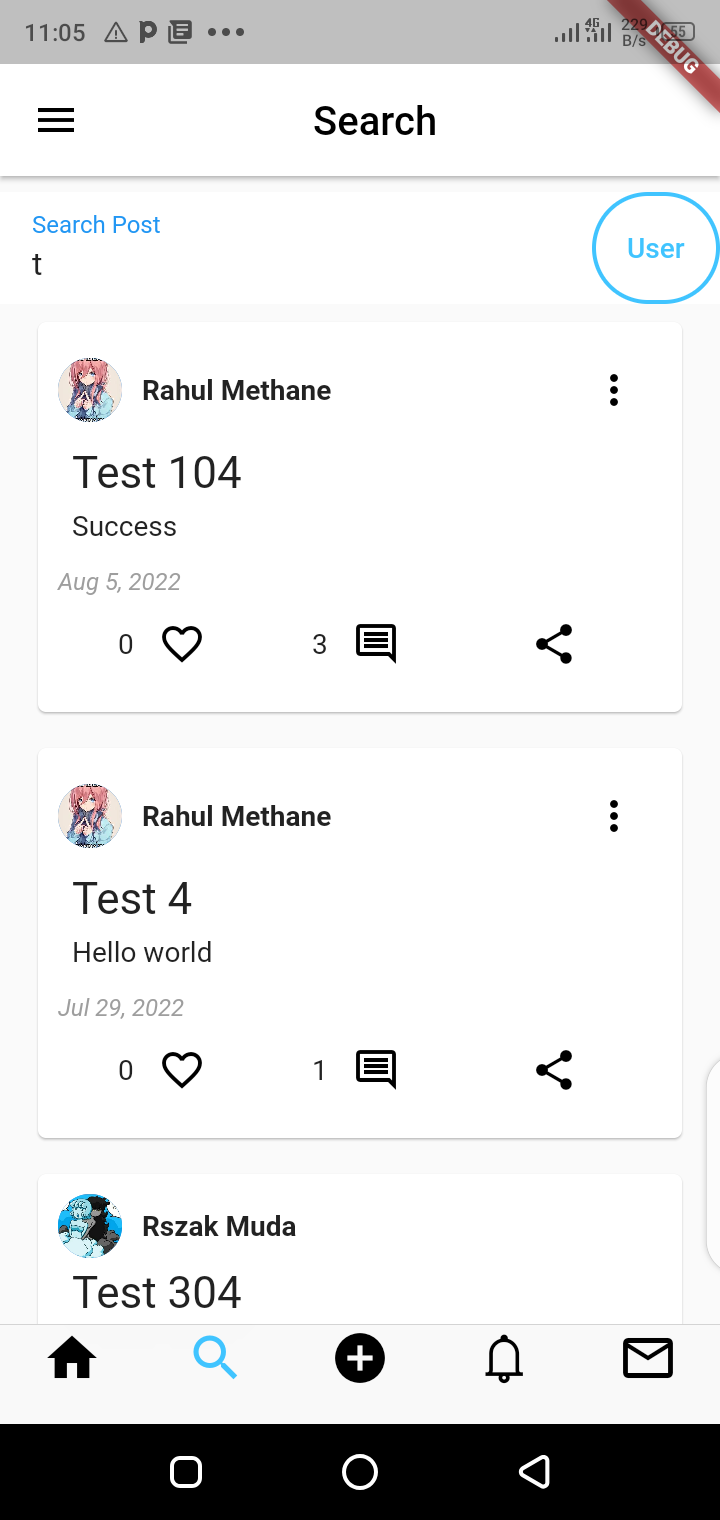 11:05
4G
229
B/s
55
DEBUG
Search
Search Post
t
User
Rahul Methane
Test 104
Success
Aug 5, 2022
0
3
Rahul Methane
Test 4
Hello world
Jul 29, 2022
0
1
Rszak Muda
Test 304